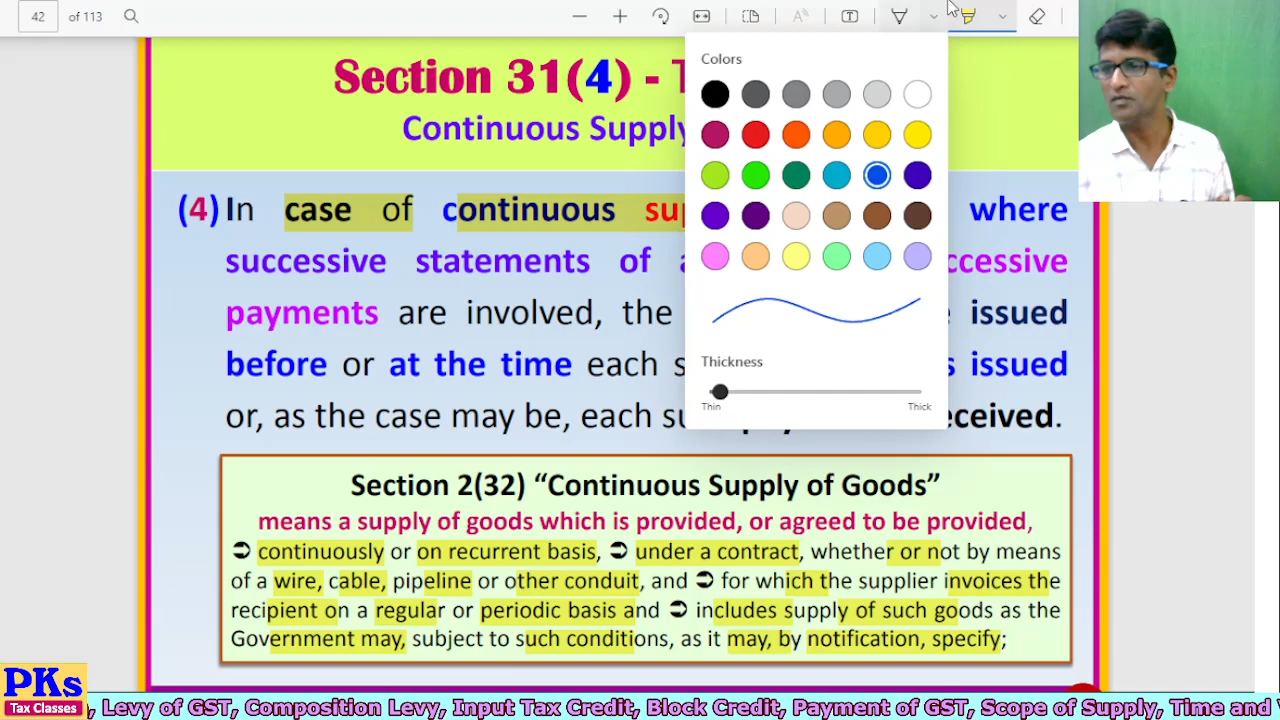 42 of 113
Colors
Section 31(4) - T
Continuous Supply
(4) In case of continuous sup where
successive statements of a ccessive
payments are involved, the e issued
before or at the time each s s issued
or, as the case may be, each su pay eceived.
Thickness
Thin Thick
Section 2(32) “Continuous Supply of Goods”
means a supply of goods which is provided, or agreed to be provided,
➲ continuously or on recurrent basis, ➲ under a contract, whether or not by means
of a wire, cable, pipeline or other conduit, and ➲ for which the supplier invoices the
recipient on a regular or periodic basis and ➲ includes supply of such goods as the
Government may, subject to such conditions, as it may, by notification, specify;
PKs
Tax Classes
, Levy of GST, Composition Levy, Input Tax Credit, Block Credit, Payment of GST, Scope of Supply, Time and